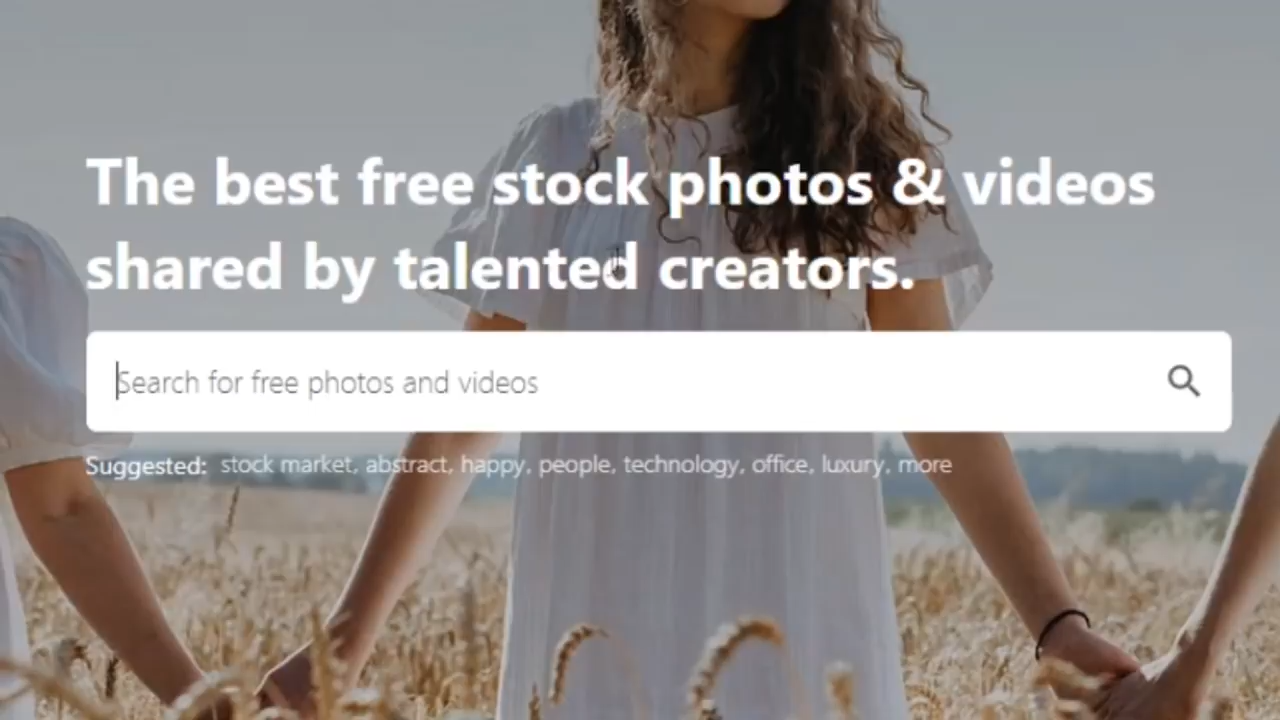 The best free stock photos & videos
shared by talented creators.
Search for free photos and videos
Suggested: stock market, abstract, happy, people, technology, office, luxury, more